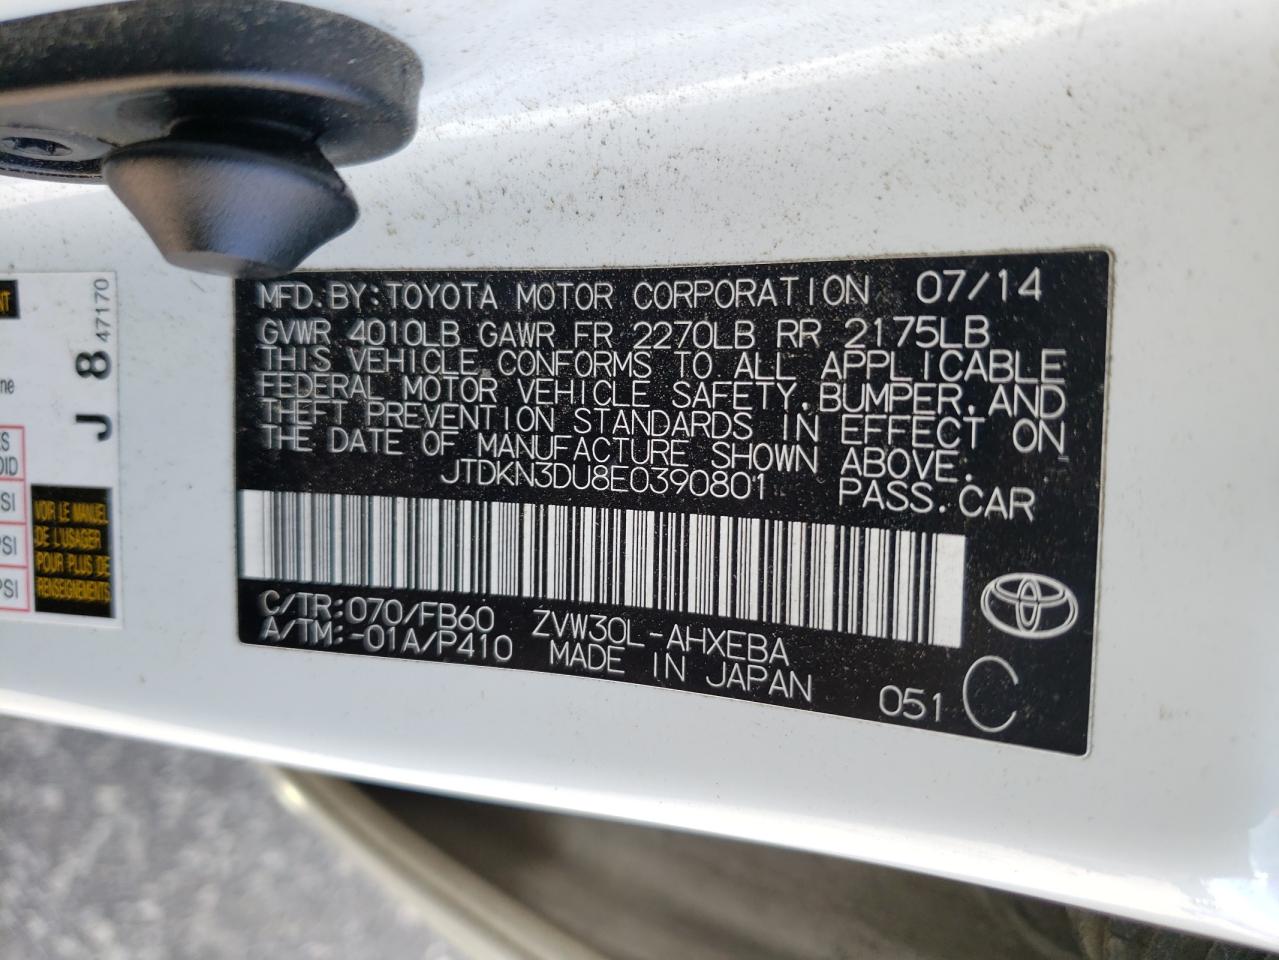 MFD.BY:TOYOTA MOTOR CORPORATION 07/14
GVWR 4010LB GAWR FR 2270LB RR 2175LB
THIS VEHICLE CONFORMS TO ALL APPLICABLE
FEDERAL MOTOR VEHICLE SAFETY,BUMPER,AND
THEFT PREVENTION STANDARDS IN EFFECT ON
THE DATE OF MANUFACTURE SHOWN ABOVE.
JTDKN3DU8E0390801 PASS.CAR
C/TR:070/FB60 ZVW30L-AHXEBA
A/TM:-01A/P410 MADE IN JAPAN
051 C
J 8 47170
VOIR LE MANUEL
DE L'USAGER
POUR PLUS DE
RENSEIGNEMENTS
PSI
PSI
PSI